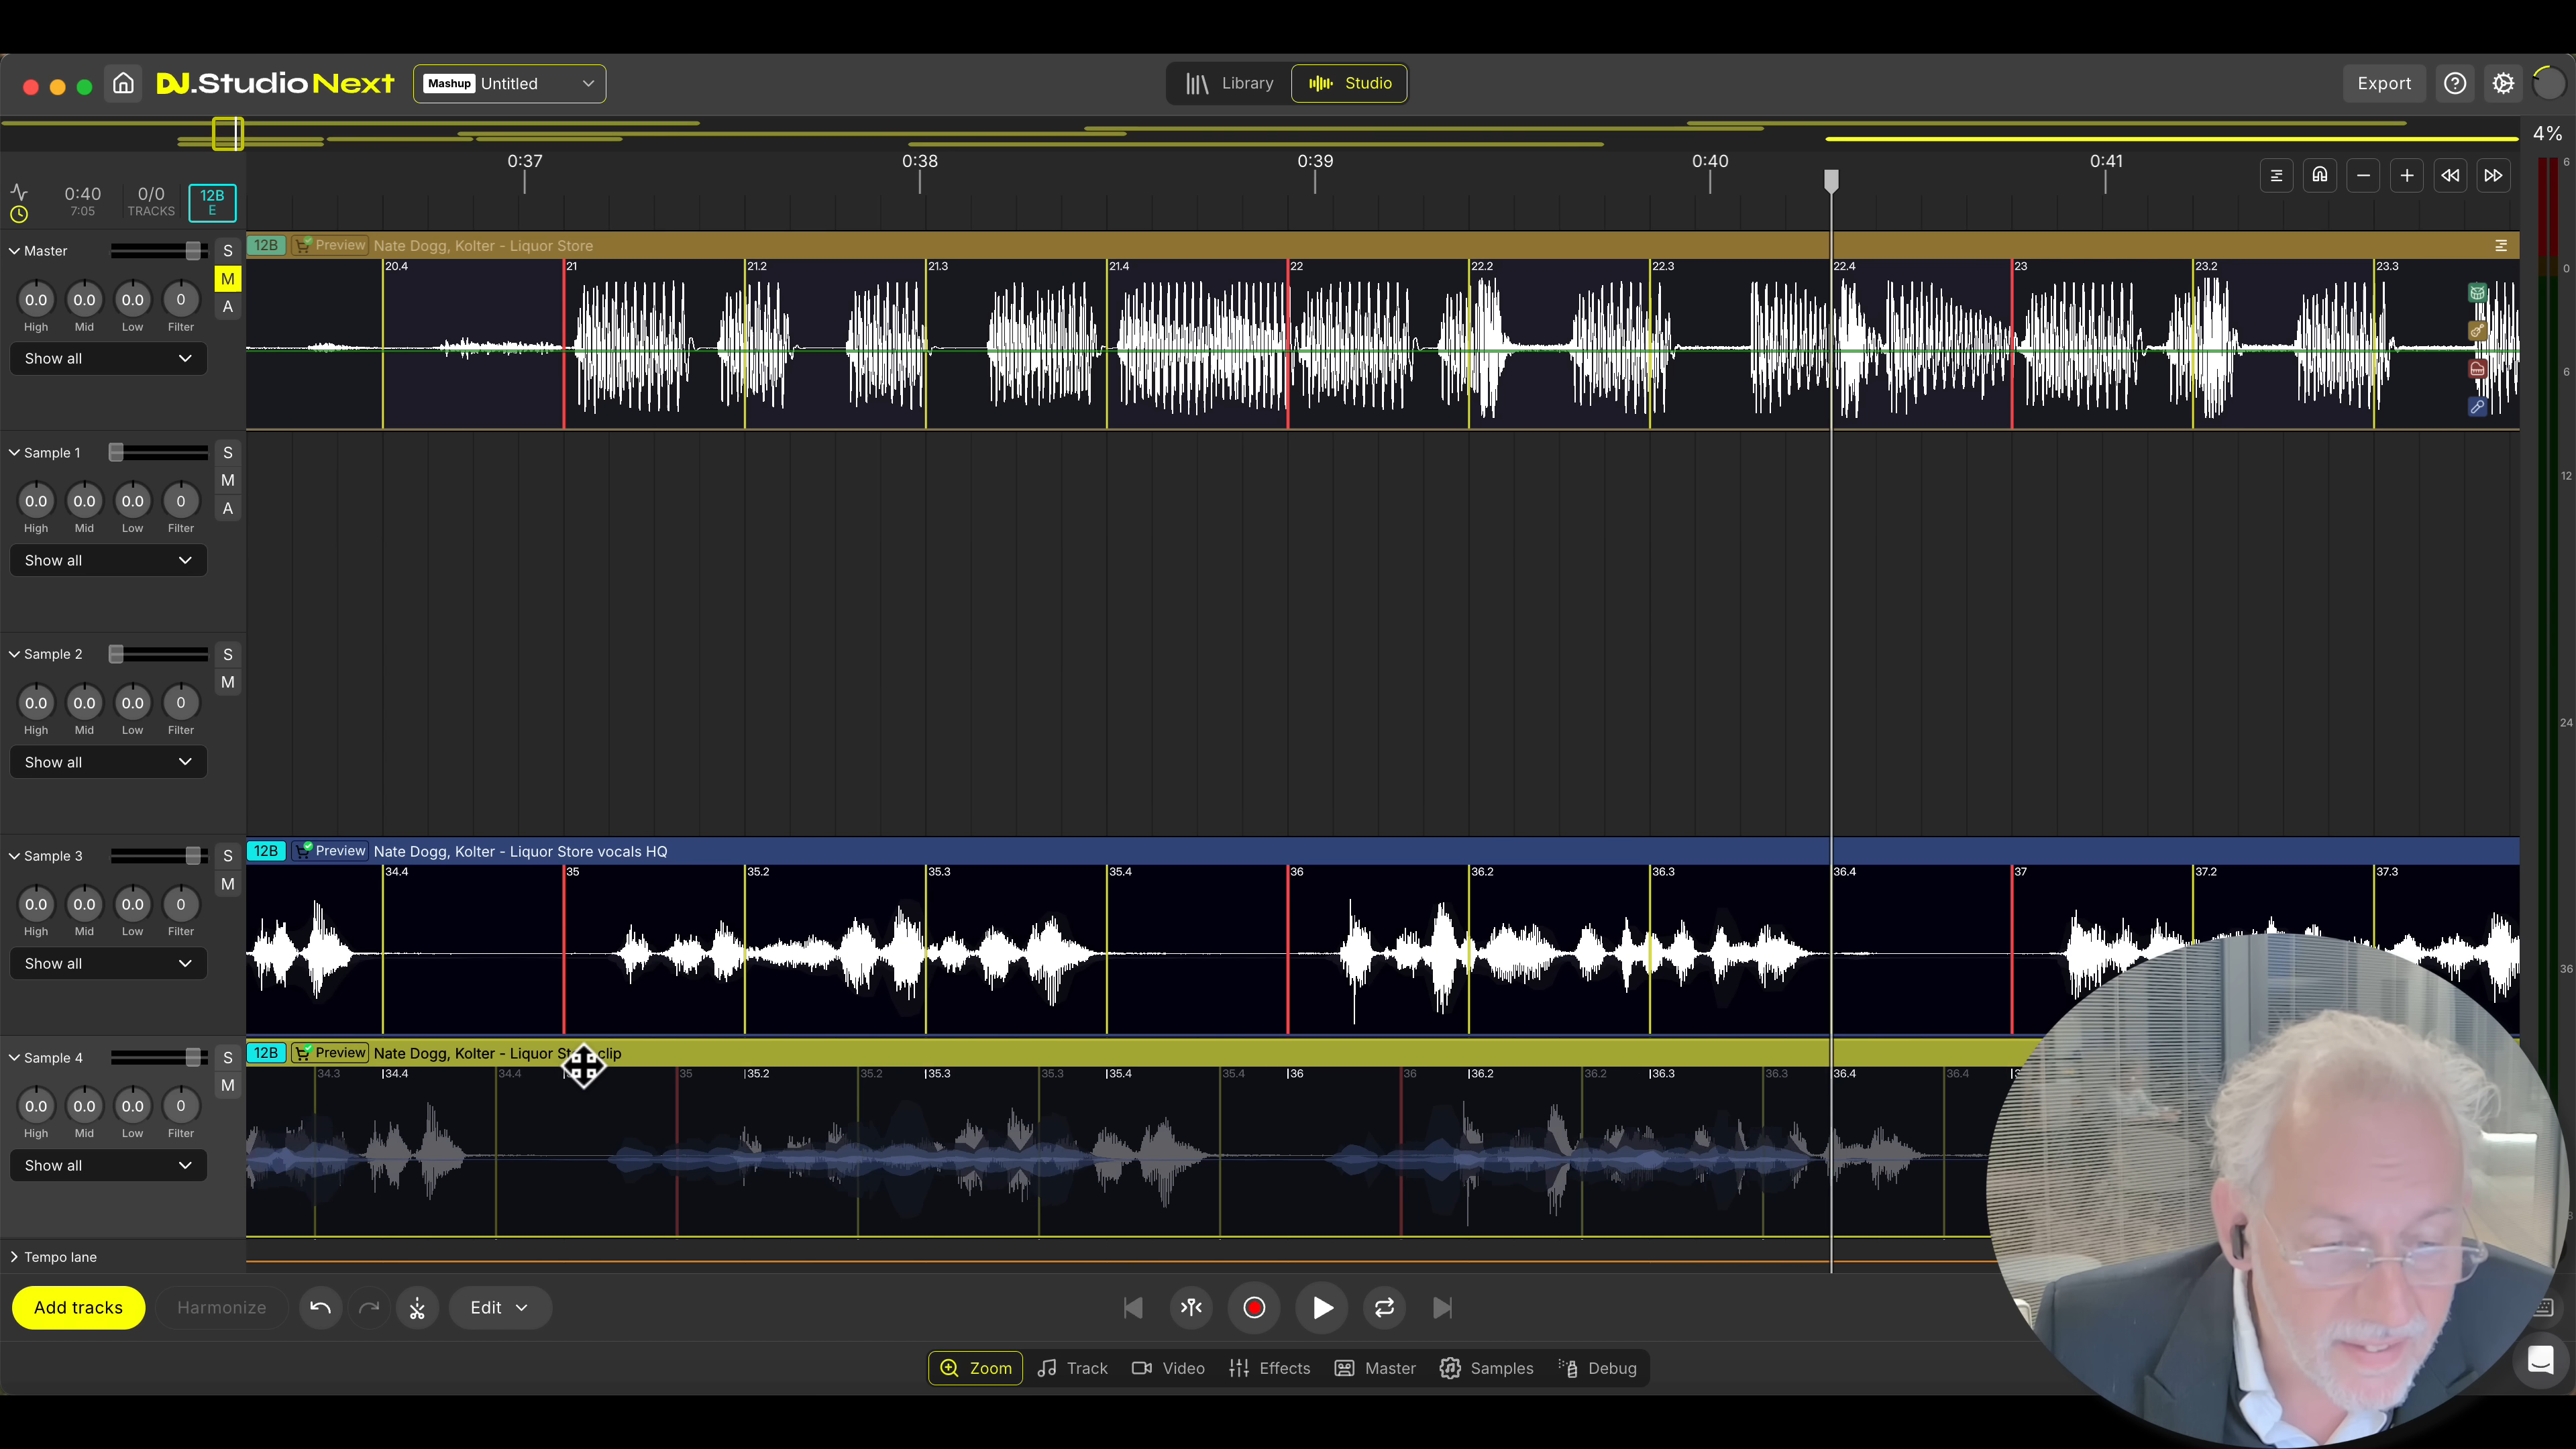 DJ.Studio Next
Mashup Untitled
Library
Studio
Export
4%
0:37
0:38
0:39
0:40
0:41
0:40
7:05
0/0
TRACKS
12B
E
6
0
6
12
24
36
Master
S
M
A
0.0
0.0
0.0
0
High
Mid
Low
Filter
Show all
12B
Preview
Nate Dogg, Kolter - Liquor Store
20.4
21
21.2
21.3
21.4
22
22.2
22.3
22.4
23
23.2
23.3
Sample 1
S
M
A
0.0
0.0
0.0
0
High
Mid
Low
Filter
Show all
Sample 2
S
M
0.0
0.0
0.0
0
High
Mid
Low
Filter
Show all
Sample 3
S
M
0.0
0.0
0.0
0
High
Mid
Low
Filter
Show all
12B
Preview
Nate Dogg, Kolter - Liquor Store vocals HQ
34.4
35
35.2
35.3
35.4
36
36.2
36.3
36.4
37
37.2
37.3
Sample 4
S
M
0.0
0.0
0.0
0
High
Mid
Low
Filter
Show all
12B
Preview
Nate Dogg, Kolter - Liquor clip
34.3
34.4
34.4
35
35.2
35.2
35.3
35.3
35.4
35.4
36
36
36.2
36.2
36.3
36.3
36.4
36.4
Tempo lane
Add tracks
Harmonize
Edit
Zoom
Track
Video
Effects
Master
Samples
Debug